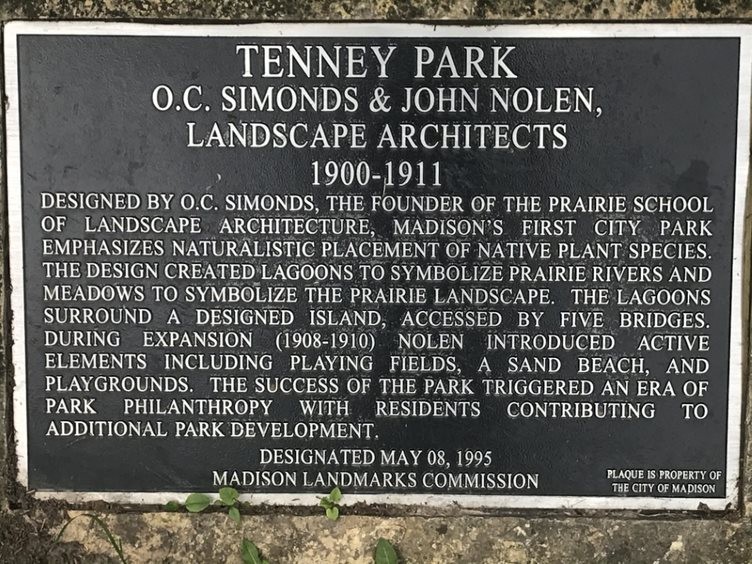 TENNEY PARK
O.C. SIMONDS & JOHN NOLEN,
LANDSCAPE ARCHITECTS
1900-1911
DESIGNED BY O.C. SIMONDS, THE FOUNDER OF THE PRAIRIE SCHOOL
OF LANDSCAPE ARCHITECTURE, MADISON'S FIRST CITY PARK
EMPHASIZES NATURALISTIC PLACEMENT OF NATIVE PLANT SPECIES.
THE DESIGN CREATED LAGOONS TO SYMBOLIZE PRAIRIE RIVERS AND
MEADOWS TO SYMBOLIZE THE PRAIRIE LANDSCAPE. THE LAGOONS
SURROUND A DESIGNED ISLAND, ACCESSED BY FIVE BRIDGES.
DURING EXPANSION (1908-1910) NOLEN INTRODUCED ACTIVE
ELEMENTS INCLUDING PLAYING FIELDS, A SAND BEACH, AND
PLAYGROUNDS. THE SUCCESS OF THE PARK TRIGGERED AN ERA OF
PARK PHILANTHROPY WITH RESIDENTS CONTRIBUTING TO
ADDITIONAL PARK DEVELOPMENT.
DESIGNATED MAY 08, 1995
MADISON LANDMARKS COMMISSION
PLAQUE IS PROPERTY OF
THE CITY OF MADISON